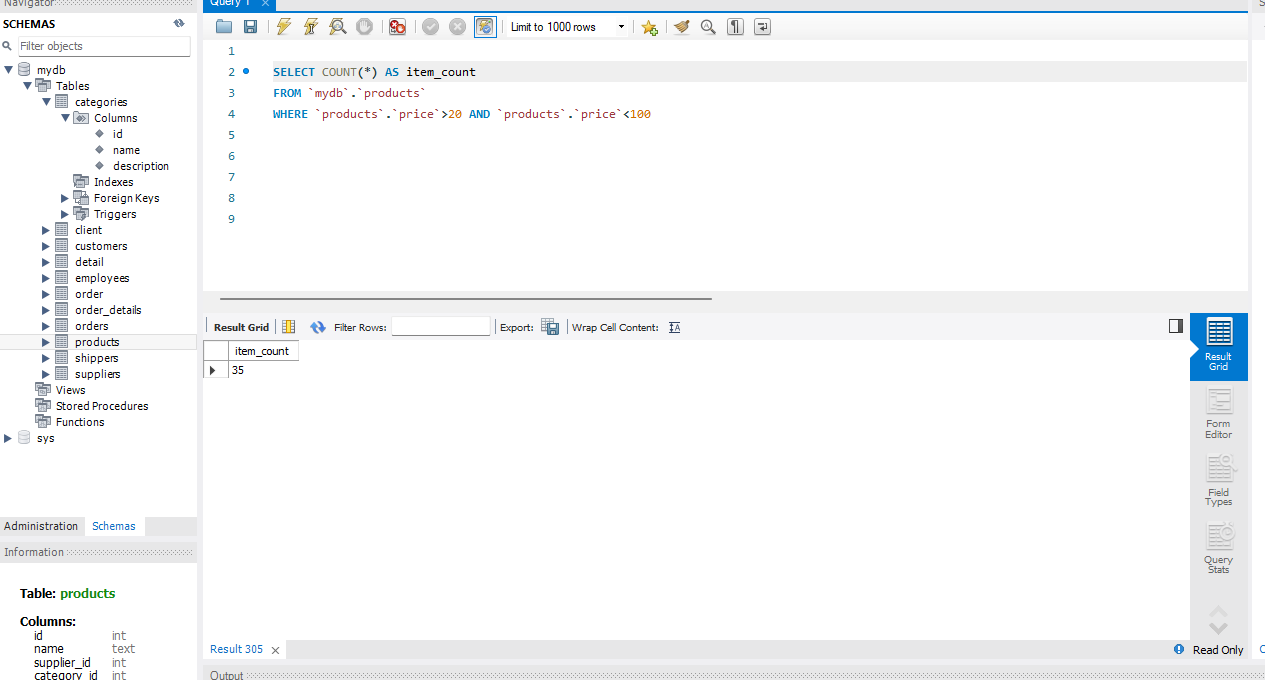 Navigator
Query 1
SCHEMAS
Filter objects
mydb
Tables
categories
Columns
id
name
description
Indexes
Foreign Keys
Triggers
client
customers
detail
employees
order
order_details
orders
products
shippers
suppliers
Views
Stored Procedures
Functions
sys
Administration Schemas
Information
Table: products
Columns:
id int
name text
supplier_id int
category_id int
Limit to 1000 rows
1
2 SELECT COUNT(*) AS item_count
3 FROM `mydb`.`products`
4 WHERE `products`.`price`>20 AND `products`.`price`<100
5
6
7
8
9
Result Grid Filter Rows: Export: Wrap Cell Content:
item_count
35
Result
Grid
Form
Editor
Field
Types
Query
Stats
Result 305
Read Only
Output